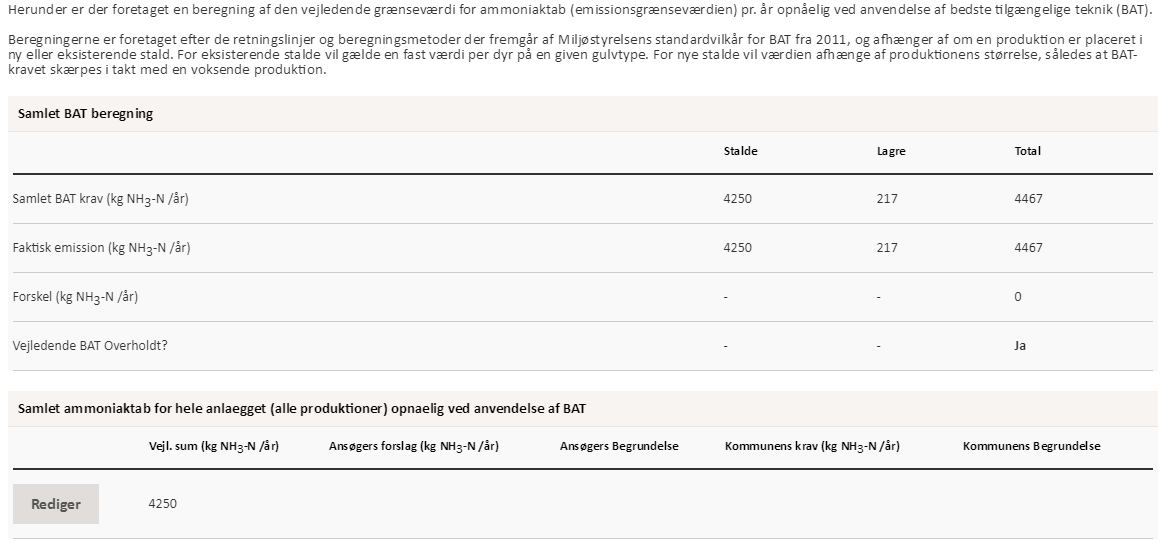 Herunder er der foretaget en beregning af den vejledende grænseværdi for ammoniaktab (emissionsgrænseværdien) pr. år opnåelig ved anvendelse af bedste tilgængelige teknik (BAT).
Beregningerne er foretaget efter de retningslinjer og beregningsmetoder der fremgår af Miljøstyrelsens standardvilkår for BAT fra 2011, og afhænger af om en produktion er placeret i
ny eller eksisterende stald. For eksisterende stalde vil gælde en fast værdi per dyr på en given gulvtype. For nye stalde vil værdien afhænge af produktionens størrelse, således at BAT-
kravet skærpes i takt med en voksende produktion.
Samlet BAT beregning
Stalde Lagre Total
Samlet BAT krav (kg NH3-N /år) 4250 217 4467
Faktisk emission (kg NH3-N /år) 4250 217 4467
Forskel (kg NH3-N /år) - - 0
Vejledende BAT Overholdt? - - Ja
Samlet ammoniaktab for hele anlaegget (alle produktioner) opnaelig ved anvendelse af BAT
Vejl. sum (kg NH3-N /år) Ansøgers forslag (kg NH3-N /år) Ansøgers Begrundelse Kommunens krav (kg NH3-N /år) Kommunens Begrundelse
Rediger 4250